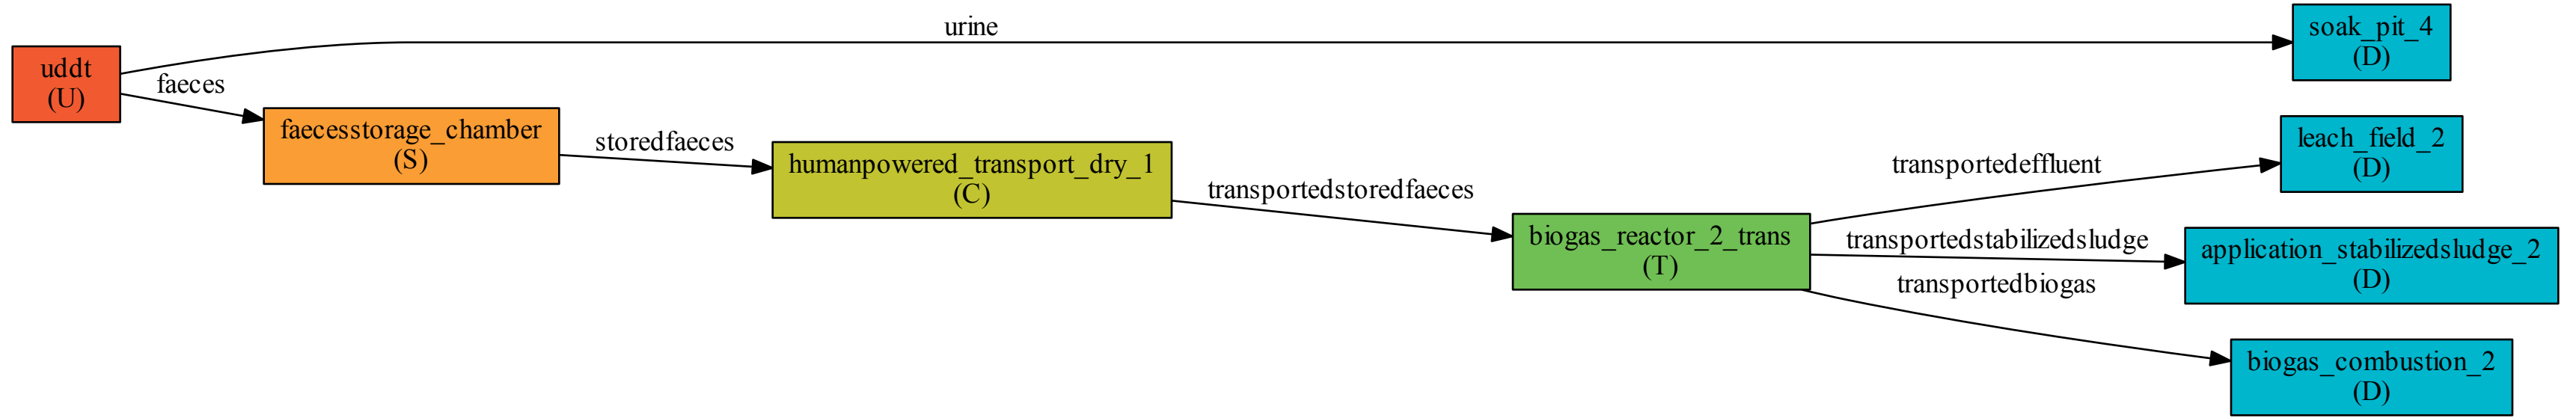 uddt
(U)
urine
faeces
faecesstorage_chamber
(S)
storedfaeces
humanpowered_transport_dry_1
(C)
transportedstoredfaeces
biogas_reactor_2_trans
(T)
transportedeffluent
transportedstabilizedsludge
transportedbiogas
soak_pit_4
(D)
leach_field_2
(D)
application_stabilizedsludge_2
(D)
biogas_combustion_2
(D)